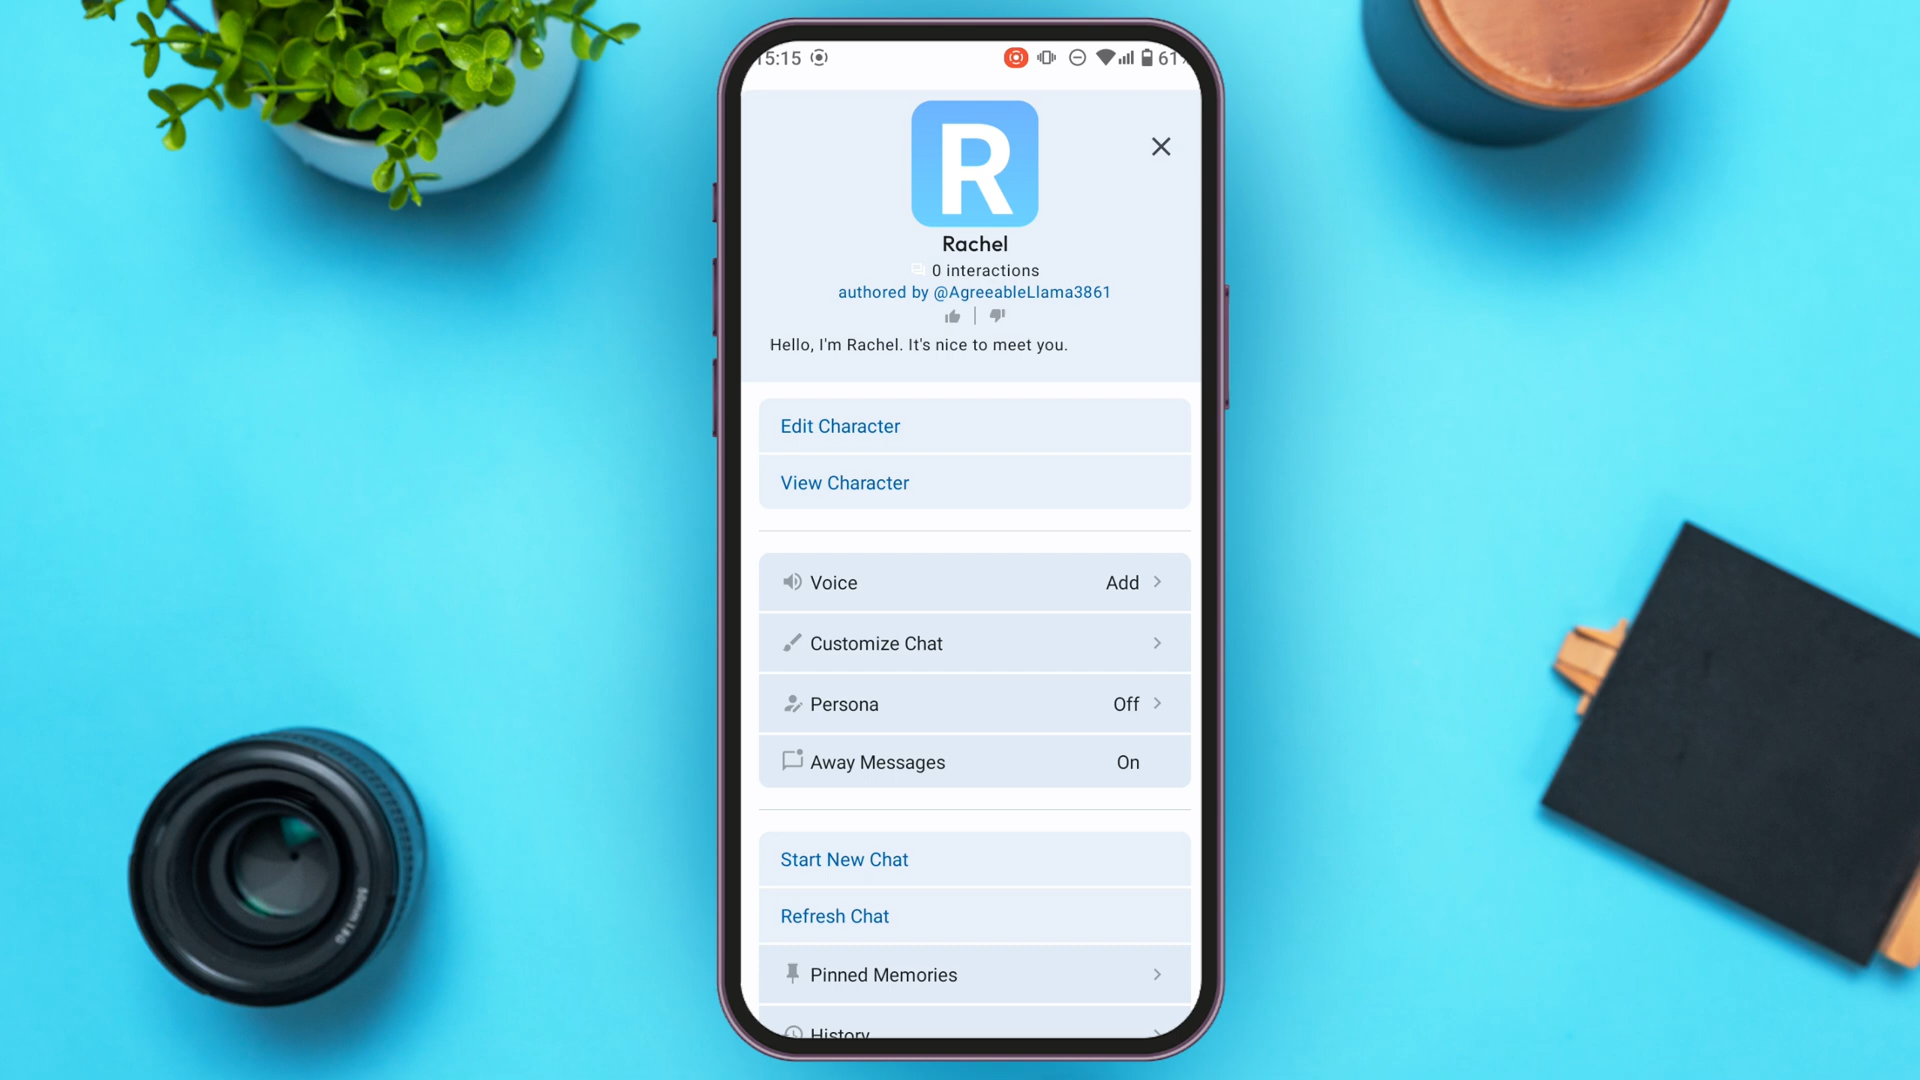 15:15
61%
R
Rachel
0 interactions
authored by @AgreeableLlama3861
Hello, I'm Rachel. It's nice to meet you.
Edit Character
View Character
Voice Add
Customize Chat
Persona Off
Away Messages On
Start New Chat
Refresh Chat
Pinned Memories
History